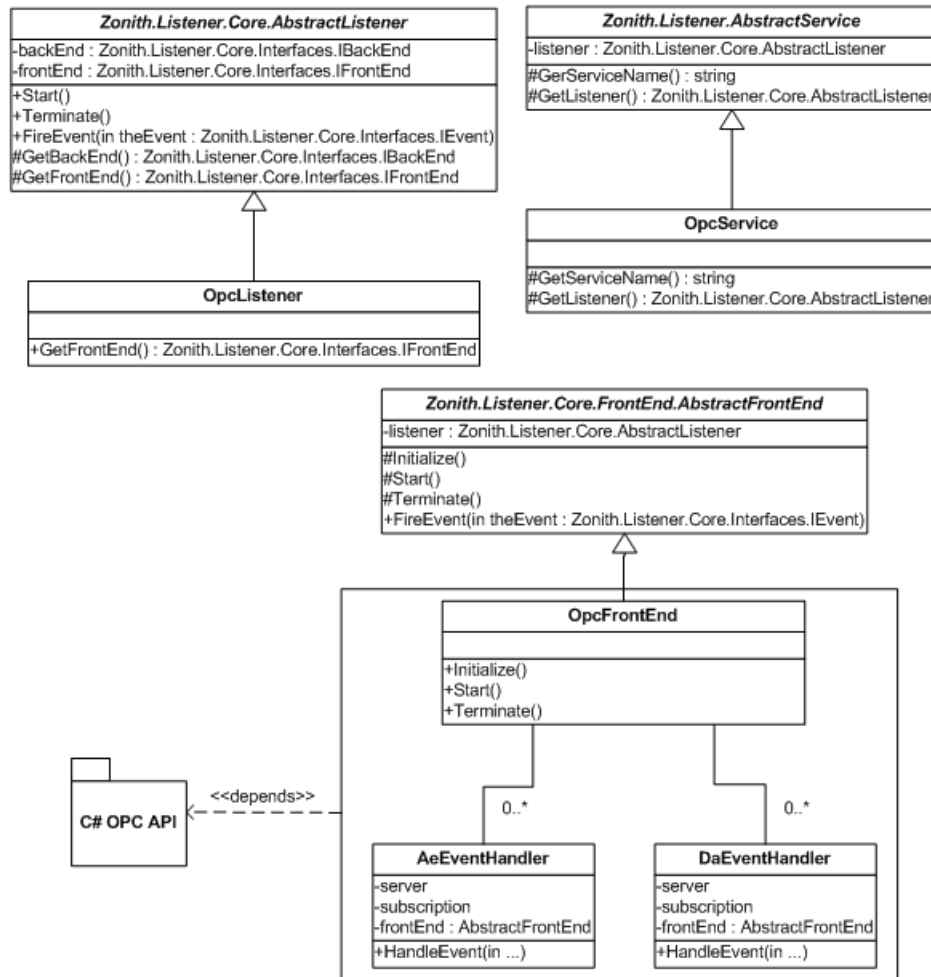 Zonith.Listener.Core.AbstractListener
-backEnd : Zonith.Listener.Core.Interfaces.IBackEnd
-frontEnd : Zonith.Listener.Core.Interfaces.IFrontEnd
+Start()
+Terminate()
+FireEvent(in theEvent : Zonith.Listener.Core.Interfaces.IEvent)
#GetBackEnd() : Zonith.Listener.Core.Interfaces.IBackEnd
#GetFrontEnd() : Zonith.Listener.Core.Interfaces.IFrontEnd
Zonith.Listener.AbstractService
-listener : Zonith.Listener.Core.AbstractListener
#GerServiceName() : string
#GetListener() : Zonith.Listener.Core.AbstractListener
OpcListener
+GetFrontEnd() : Zonith.Listener.Core.Interfaces.IFrontEnd
OpcService
#GetServiceName() : string
#GetListener() : Zonith.Listener.Core.AbstractListener
Zonith.Listener.Core.FrontEnd.AbstractFrontEnd
-listener : Zonith.Listener.Core.AbstractListener
#Initialize()
#Start()
#Terminate()
+FireEvent(in theEvent : Zonith.Listener.Core.Interfaces.IEvent)
OpcFrontEnd
+Initialize()
+Start()
+Terminate()
C# OPC API
<<depends>>
0..*
0..*
AeEventHandler
-server
-subscription
-frontEnd : AbstractFrontEnd
+HandleEvent(in ...)
DaEventHandler
-server
-subscription
-frontEnd : AbstractFrontEnd
+HandleEvent(in ...)